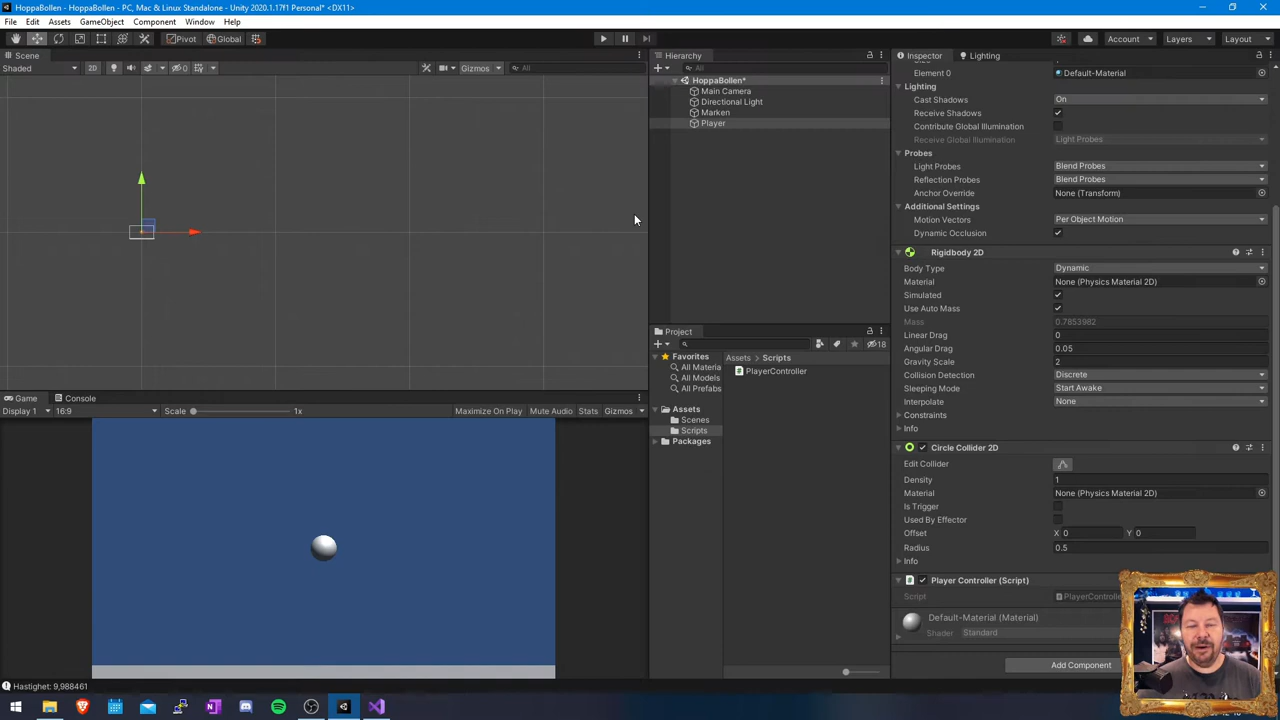 HoppaBollen - HoppaBollen - PC, Mac & Linux Standalone - Unity 2020.1.17f1 Personal* <DX11>
File Edit Assets GameObject Component Window Help
Pivot Global Account Layers Layout
Scene
Shaded 2D 0 Gizmos All
Hierarchy
All
HoppaBollen*
Main Camera
Directional Light
Marken
Player
Project
18
Favorites
All Materia
All Models
All Prefabs
Assets
Scenes
Scripts
Packages
Assets > Scripts
PlayerController
Game Console
Display 1 16:9 Scale 1x Maximize On Play Mute Audio Stats Gizmos
Hastighet: 9,988461
Inspector Lighting
Element 0 Default-Material
Lighting
Cast Shadows On
Receive Shadows
Contribute Global Illumination
Receive Global Illumination Light Probes
Probes
Light Probes Blend Probes
Reflection Probes Blend Probes
Anchor Override None (Transform)
Additional Settings
Motion Vectors Per Object Motion
Dynamic Occlusion
Rigidbody 2D
Body Type Dynamic
Material None (Physics Material 2D)
Simulated
Use Auto Mass
Mass 0.7853982
Linear Drag 0
Angular Drag 0.05
Gravity Scale 2
Collision Detection Discrete
Sleeping Mode Start Awake
Interpolate None
Constraints
Info
Circle Collider 2D
Edit Collider
Density 1
Material None (Physics Material 2D)
Is Trigger
Used By Effector
Offset X 0 Y 0
Radius 0.5
Info
Player Controller (Script)
Script PlayerControlle
Default-Material (Material)
Shader Standard
Add Component